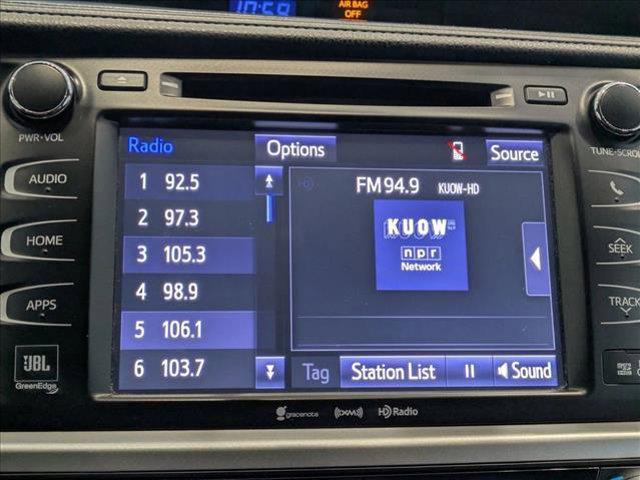 10:59
AIR BAG
OFF
PWR•VOL
TUNE•SCROLL
AUDIO
HOME
APPS
JBL
GreenEdge
SEEK
TRACK
Radio
Options
Source
1 92.5
2 97.3
3 105.3
4 98.9
5 106.1
6 103.7
FM 94.9 KUOW-HD
KUOW
npr
Network
Tag
Station List
Sound
gracenote
((XM))
HD Radio